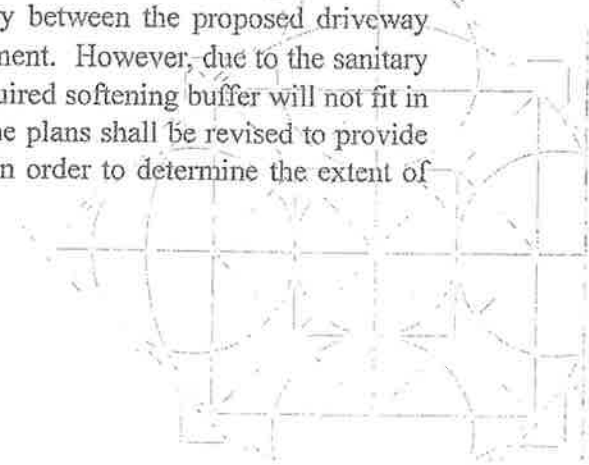 y between the proposed driveway
nent. However, due to the sanitary
uired softening buffer will not fit in
ne plans shall be revised to provide
n order to determine the extent of